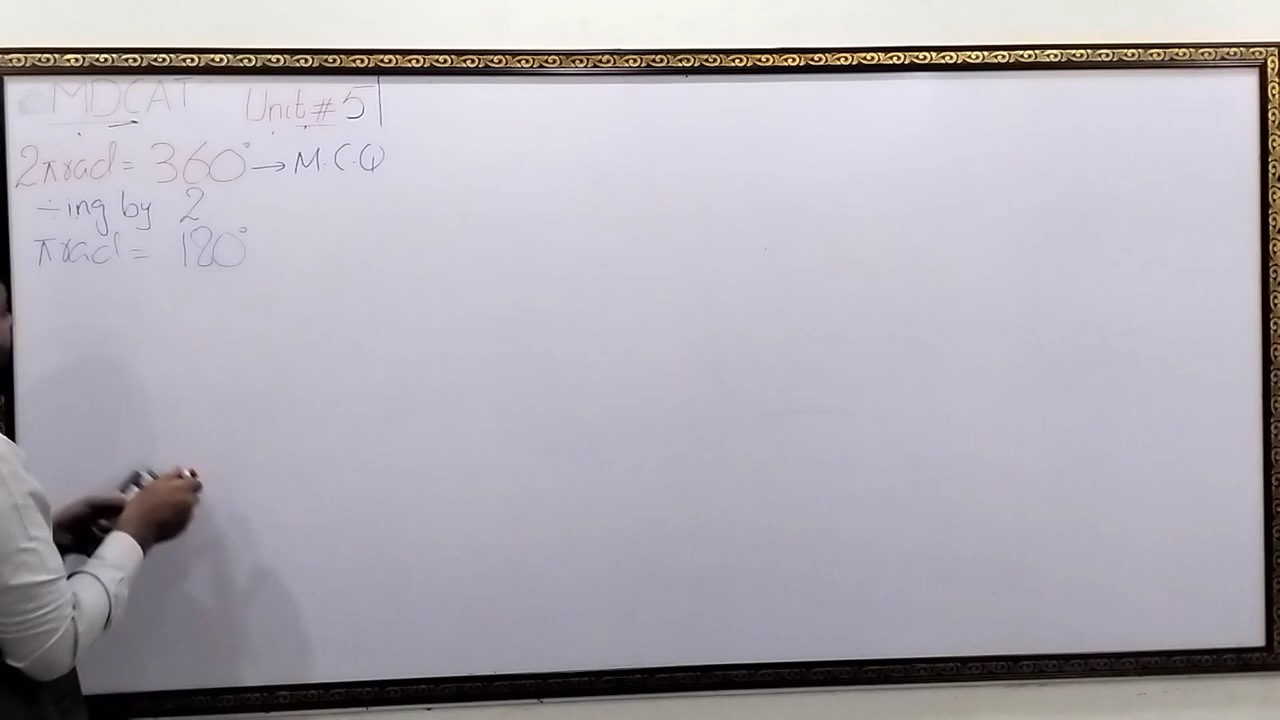 MDCAT Unit # 5
2πrad = 360° → M.C.Q
÷ing by 2
πrad = 180°